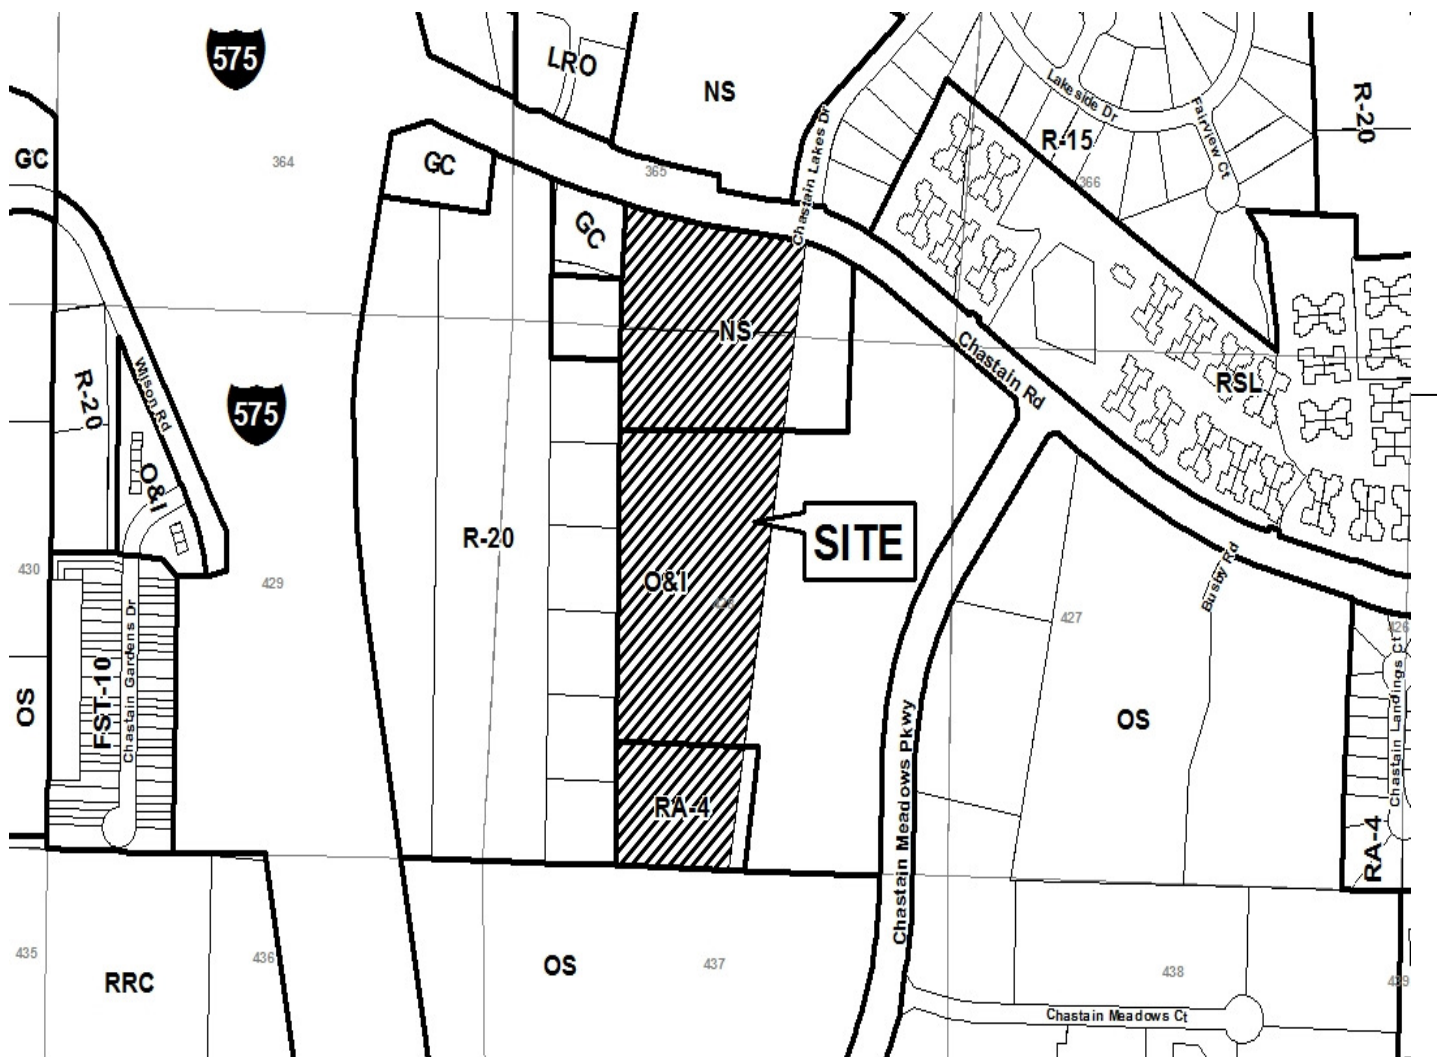 575
LRO
NS
Lakeside Dr
Fairview Ct
R-20
GC
364
GC
365
Chastain Lakes Dr
R-15
366
GC
NS
Chastain Rd
RSL
R-20
Wilson Rd
575
O&I
R-20
SITE
430
429
O&I
428
Busby Rd
427
426
OS
FST-10
Chastain Gardens Dr
Chastain Meadows Pkwy
OS
Chastain Landings Ct
RA-4
RA-4
435
436
RRC
OS
437
438
439
Chastain Meadows Ct